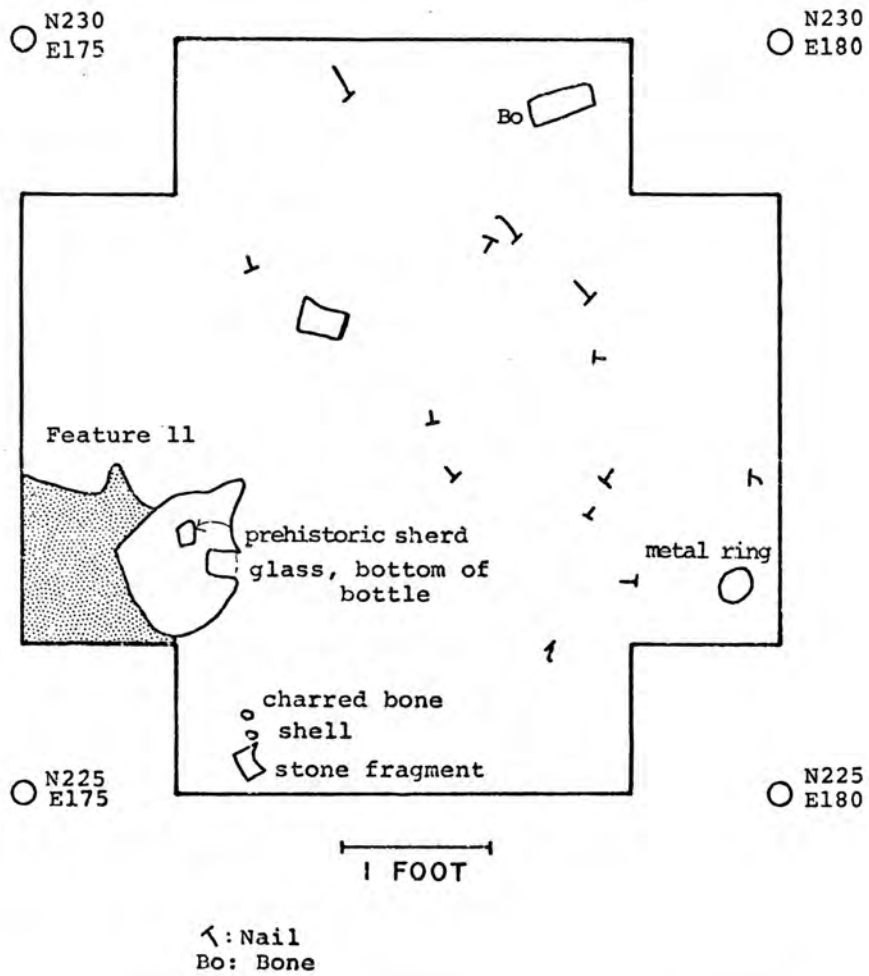 N230
E175
N230
E180
Bo
Feature 11
prehistoric sherd
glass, bottom of
bottle
metal ring
charred bone
shell
stone fragment
N225
E175
N225
E180
1 FOOT
: Nail
Bo: Bone